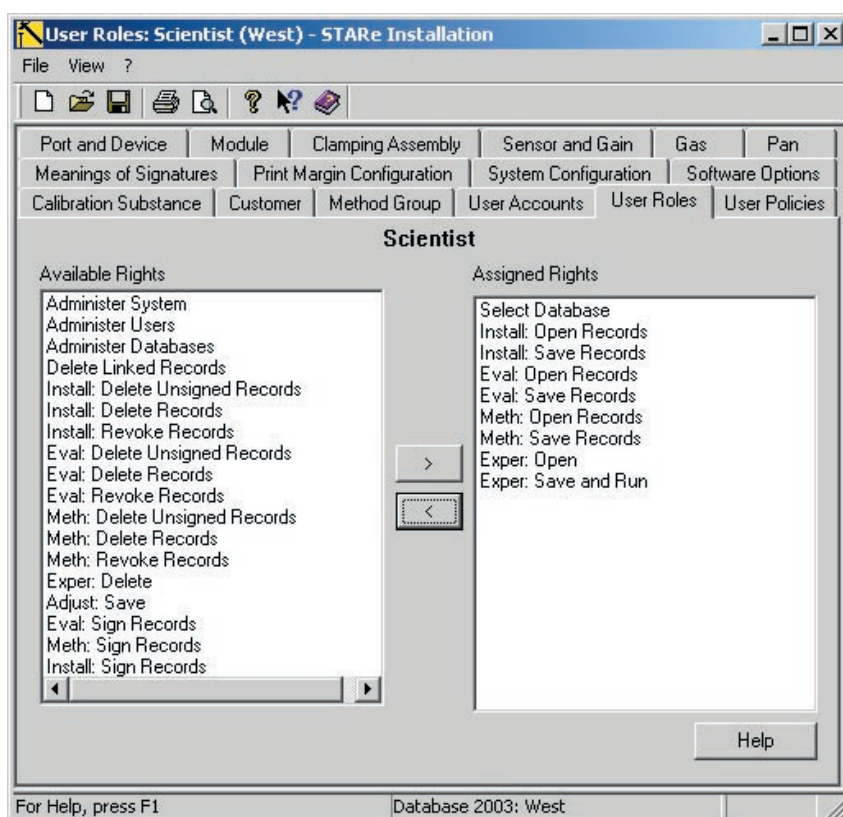 User Roles: Scientist (West) - STARe Installation
File View ?
Port and Device Module Clamping Assembly Sensor and Gain Gas Pan
Meanings of Signatures Print Margin Configuration System Configuration Software Options
Calibration Substance Customer Method Group User Accounts User Roles User Policies
Scientist
Available Rights
Administer System
Administer Users
Administer Databases
Delete Linked Records
Install: Delete Unsigned Records
Install: Delete Records
Install: Revoke Records
Eval: Delete Unsigned Records
Eval: Delete Records
Eval: Revoke Records
Meth: Delete Unsigned Records
Meth: Delete Records
Meth: Revoke Records
Exper: Delete
Adjust: Save
Eval: Sign Records
Meth: Sign Records
Install: Sign Records
>
<
Assigned Rights
Select Database
Install: Open Records
Install: Save Records
Eval: Open Records
Eval: Save Records
Meth: Open Records
Meth: Save Records
Exper: Open
Exper: Save and Run
Help
For Help, press F1 Database 2003: West